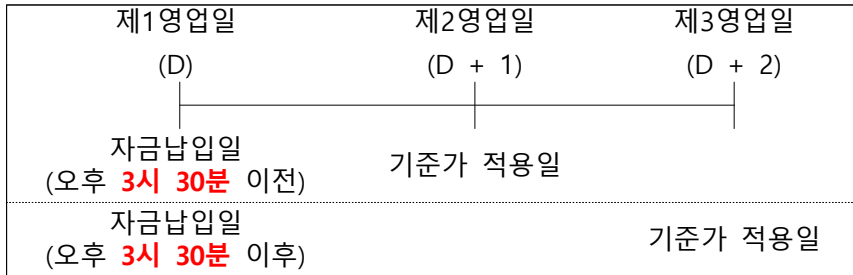 제1영업일 제2영업일 제3영업일
(D) (D + 1) (D + 2)
자금납입일
(오후 3시 30분 이전) 기준가 적용일
자금납입일
(오후 3시 30분 이후) 기준가 적용일